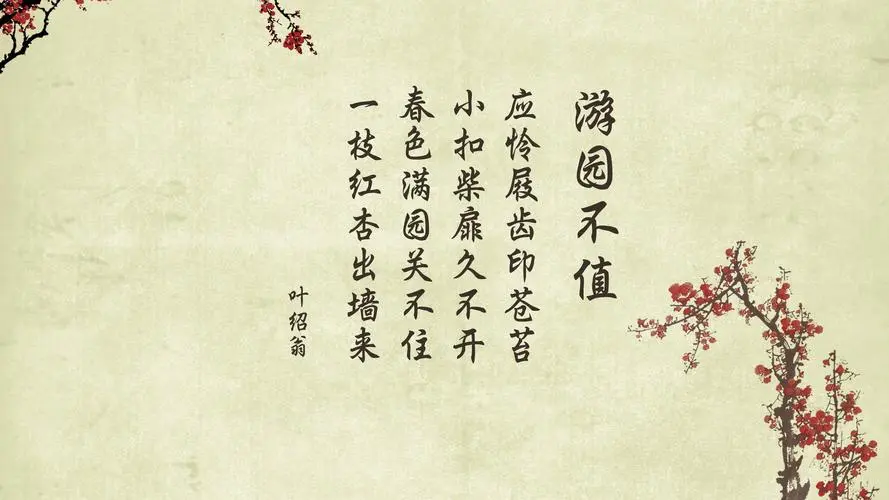 游园不值
应怜屐齿印苍苔
小扣柴扉久不开
春色满园关不住
一枝红杏出墙来
叶绍翁